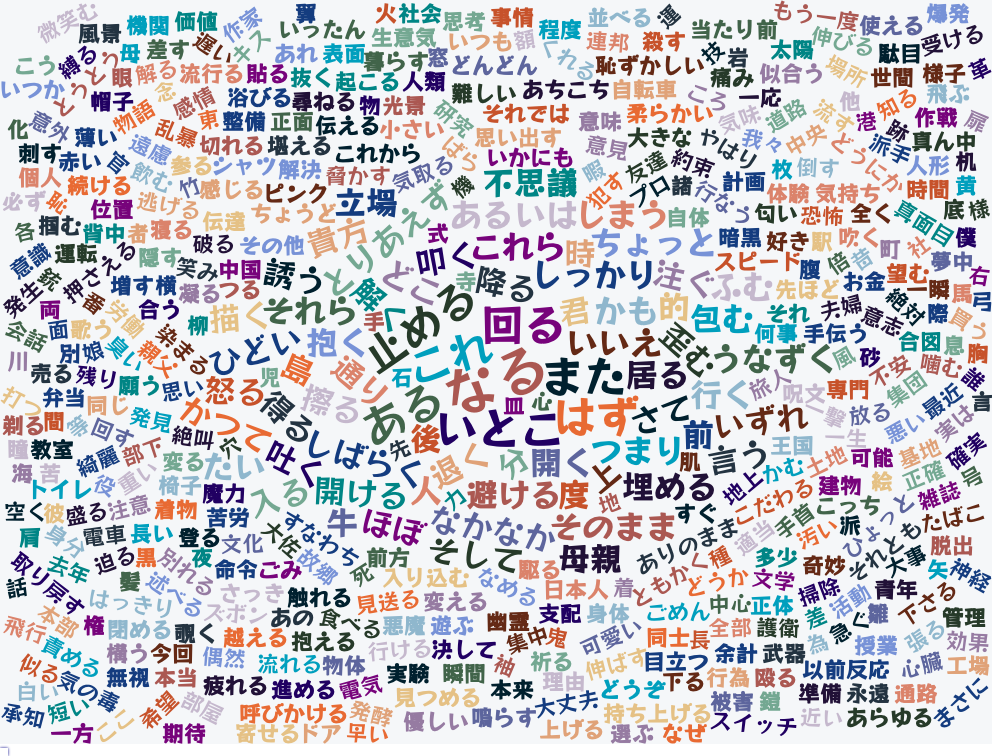 微笑む
風景
機関
価値
作家
翼
いったん
火
社会
思考
事情
程度
並べる
運
当たり前
もう一度
使える
爆発
こう
縛る
母
差す
遅い
キス
あれ
表面
生意気
いつも
額
連邦
殺す
技
岩
太陽
伸びる
駄目
受ける
いつか
眼
解る
流行る
貼る
抜く
起こる
暮らす
窓
人類
どんどん
くれる
恥ずかしい
痛み
似合う
場所
世間
様子
革
帽子
物語
念
感情
浴びる
尋ねる
物
光景
難しい
あちこち
自転車
ころ
一応
流す
他
知る
飛ぶ
化
意外
薄い
乱暴
東
整備
正面
伝える
小さい
研究
それでは
意味
柔らかい
気味
道路
港
跡
作戦
扉
刺す
赤い
官
遠慮
切れる
堪える
これから
しばらく
思い出す
意見
大きな
やはり
我々
中央
どうにか
派手
真ん中
個人
続ける
飲む
参る
シャツ
解決
脅かす
気取る
いかにも
暇
友達
約束
枚
倒す
人形
机
必ず
恥
位置
逃げる
竹
感じる
ピンク
立場
とりあえず
機
不思議
犯す
プロ
諸
行なう
計画
体験
気持ち
時間
黄
各
掴む
背中
者
寝る
伝達
ちょうど
貴方
あるいは
しまう
自体
匂い
恐怖
全く
真面目
底
様
意識
運転
隠す
破る
その他
式
叩く
これら
時
ちょっと
暗黒
好き
駅
吹く
町
社
僕
発生
銃
押さえる
笑み
中国
誘う
どこ
寺
降る
しっかり
注ぐ
スピード
腹
倍
苔
お金
望む
夢中
右
両
番
増す
横
凝る
つる
解く
止める
ふむ
先ほど
絶対
一瞬
馬
弓
会話
面
歌う
労働
合う
柳
描く
それら
手
回る
君
かも
的
包む
それ
夫婦
意志
際
買う
川
別
娘
臭い
染まる
ひどい
抱く
石
これ
いいえ
歪む
何事
手伝う
合図
息
胸
売る
残り
願う
親父
思い
怒る
児
島
通り
なる
また
居る
うなずく
風
砂
不安
噛む
誰
打つ
弁当
同じ
発見
かつて
得る
擦る
ある
皿
心
はず
さて
行く
旅人
呪文
専門
集団
最近
言
剃る
間
回す
絶叫
穴
しばらく
先
後
いとこ
つまり
前
いずれ
一撃
放る
悪い
実は
瞳
教室
綺麗
部下
変る
たい
吐く
退く
分
開く
上
肌
言う
王国
一生
可能
基地
確実
海
苦
役
重い
椅子
魔力
入る
開ける
人
力
避ける
度
地
埋める
地上
かむ
土地
建物
絵
正確
号
トイレ
空く
彼
盛る
注意
着物
苦労
牛
ほぼ
なかなか
そのまま
すぐ
こだわる
手首
こっち
雑誌
肩
身分
電車
長い
登る
文化
大佐
すなわち
前方
そして
母親
ありのまま
適当
汚い
派
ひょっと
たばこ
取り戻す
去年
迫る
黒
別れる
夜
命令
ごみ
故郷
死
入り込む
なめる
駆る
日本人
着
ともかく
種
多少
奇妙
それとも
大事
脱出
話
髪
述べる
さっき
触れる
見送る
変える
どうか
文学
掃除
青年
矢
神経
本部
はっきり
ズボン
あの
食べる
悪魔
遊ぶ
幽霊
支配
身体
ごめん
中心
正体
差
活動
雛
下さる
飛行
権
閉める
覗く
越える
抱える
行ける
決して
集中
鬼
可愛い
同士
長
全部
護衛
為
急ぐ
授業
張る
管理
責める
構う
今回
偶然
流れる
物体
実験
瞬間
袖
祈る
伸ばす
目立つ
余計
武器
以前
反応
心臓
効果
似る
気の毒
無視
本当
疲れる
進める
電気
見つめる
本来
理由
どうぞ
下る
行為
殴る
準備
永遠
通路
工場
白い
短い
希望
部屋
呼びかける
発酵
優しい
鳴らす
大丈夫
持ち上げる
被害
鎧
近い
あらゆる
まさに
承知
一方
ここ
期待
寄せる
ドア
早い
上げる
選ぶ
なぜ
スイッチ